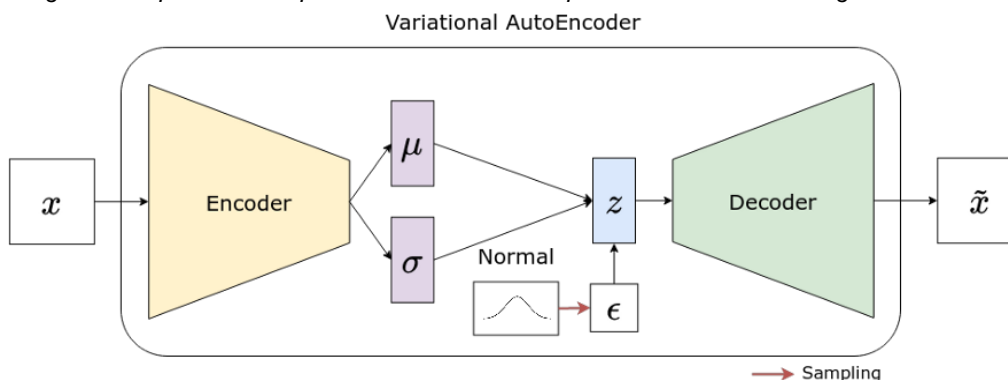 Variational AutoEncoder
x
Encoder
μ
σ
Normal
ϵ
z
Decoder
x̃
Sampling